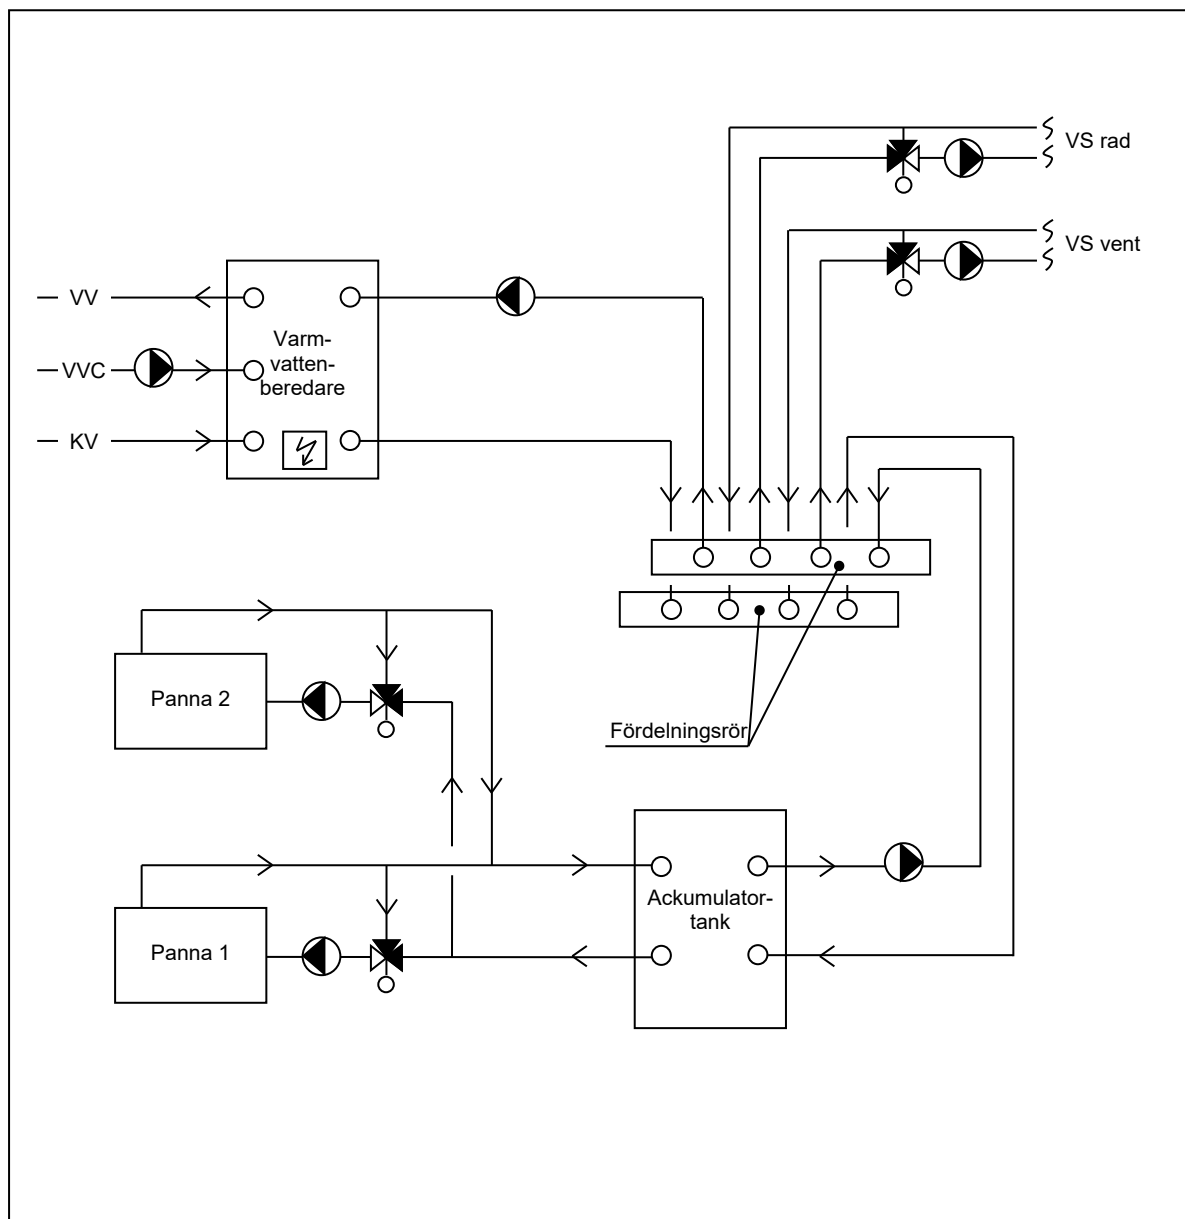 VS rad
VS vent
VV
Varm-
vatten-
beredare
VVC
KV
Panna 2
Fördelningsrör
Ackumulator-
tank
Panna 1